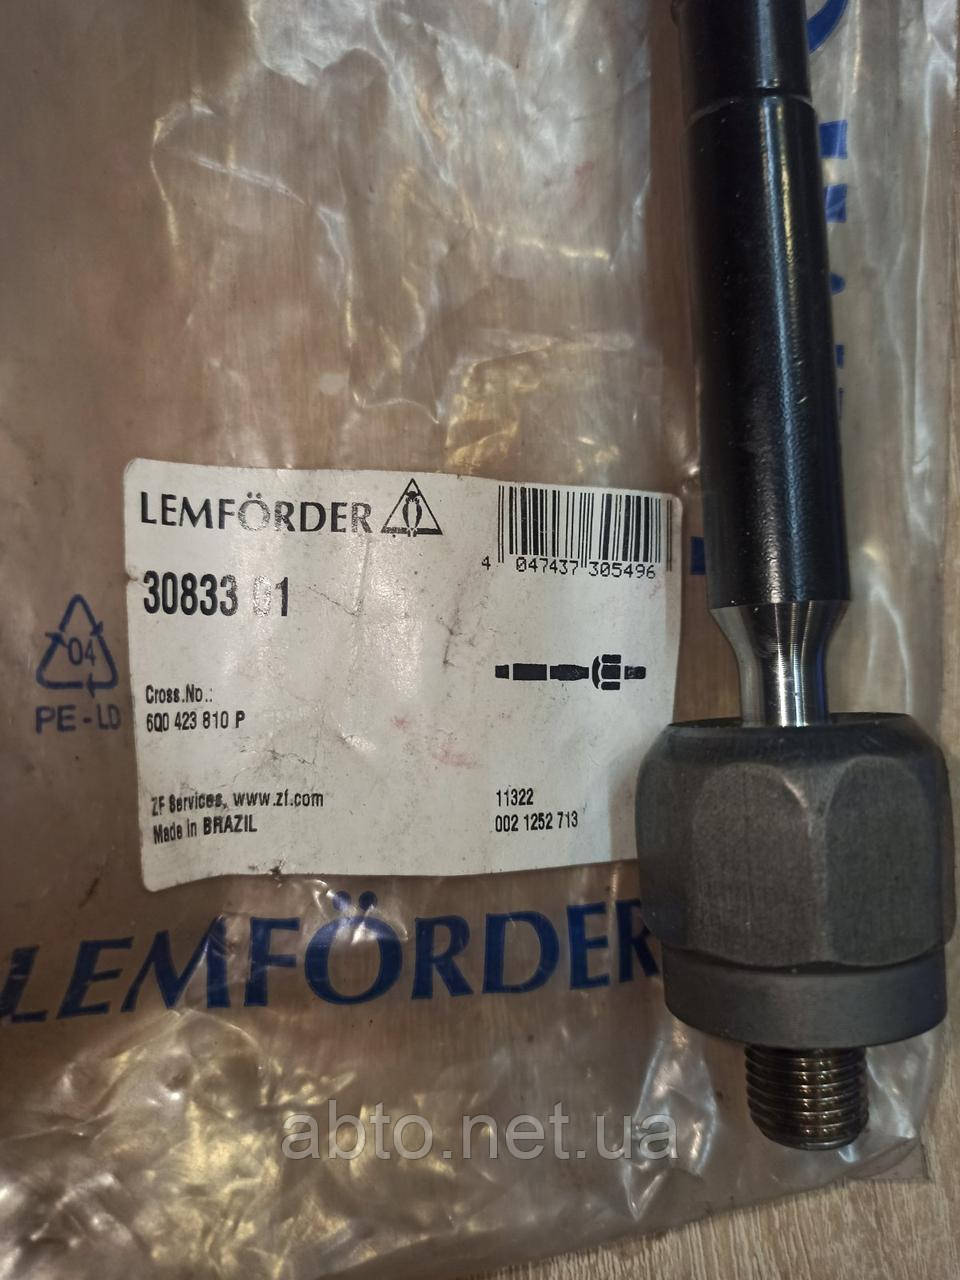 LEMFÖRDER
4 047437 305496
30833 01
04
PE-LD
Cross.No.:
6Q0 423 810 P
ZF Services, www.zf.com
Made in BRAZIL
11322
002 1252 713
LEMFÖRDER
abto.net.ua